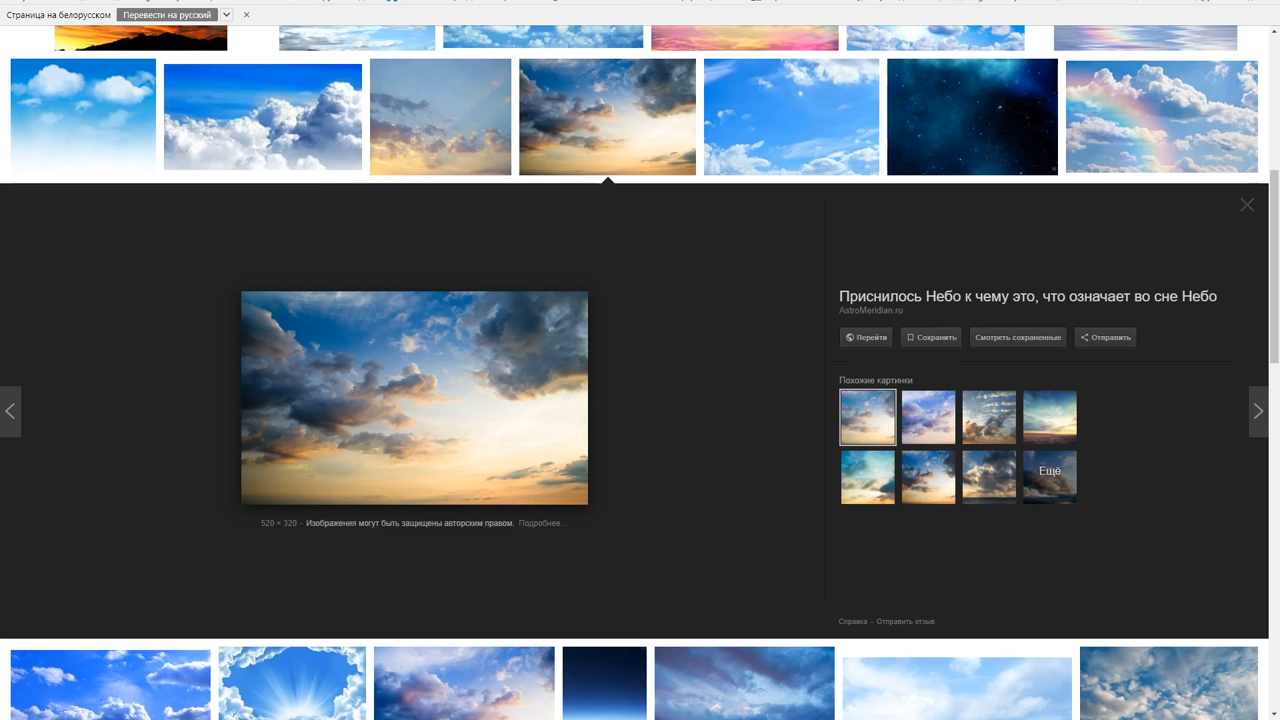 Страница на белорусском Перевести на русский
Приснилось Небо к чему это, что означает во сне Небо
AstroMeridian.ru
Перейти Сохранить Смотреть сохраненные Отправить
Похожие картинки
Ещё
520 × 320 - Изображения могут быть защищены авторским правом. Подробнее...
Справка - Отправить отзыв